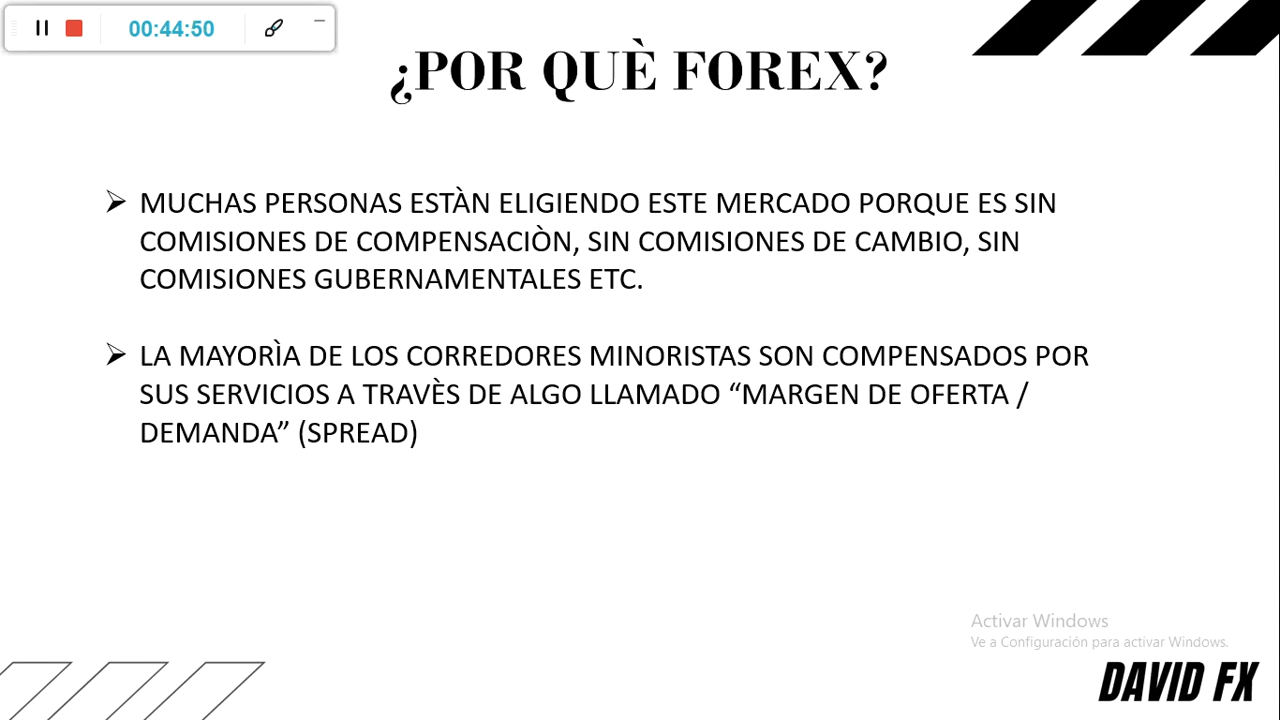 00:44:50
¿POR QUÈ FOREX?
MUCHAS PERSONAS ESTÀN ELIGIENDO ESTE MERCADO PORQUE ES SIN
COMISIONES DE COMPENSACIÒN, SIN COMISIONES DE CAMBIO, SIN
COMISIONES GUBERNAMENTALES ETC.
LA MAYORÌA DE LOS CORREDORES MINORISTAS SON COMPENSADOS POR
SUS SERVICIOS A TRAVÈS DE ALGO LLAMADO “MARGEN DE OFERTA /
DEMANDA” (SPREAD)
Activar Windows
Ve a Configuración para activar Windows.
DAVID FX